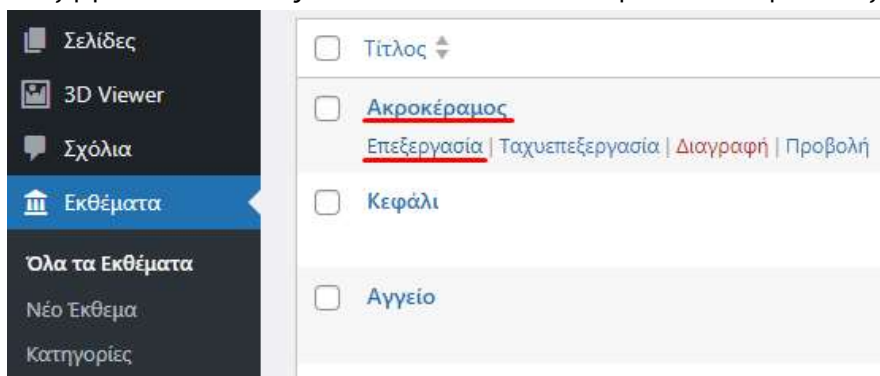 Σελίδες
3D Viewer
Σχόλια
Εκθέματα
Όλα τα Εκθέματα
Νέο Έκθεμα
Κατηγορίες
Τίτλος
Ακροκέραμος
Επεξεργασία | Ταχυεπεξεργασία | Διαγραφή | Προβολή
Κεφάλι
Αγγείο